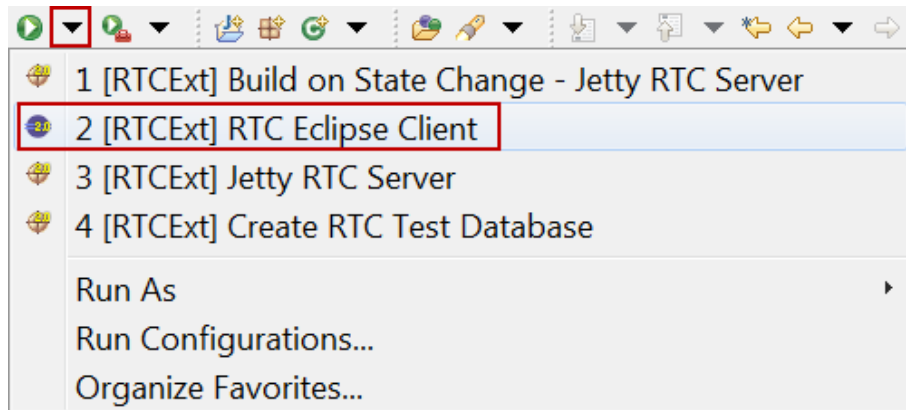 1 [RTCExt] Build on State Change - Jetty RTC Server
2 [RTCExt] RTC Eclipse Client
3 [RTCExt] Jetty RTC Server
4 [RTCExt] Create RTC Test Database
Run As
Run Configurations...
Organize Favorites...